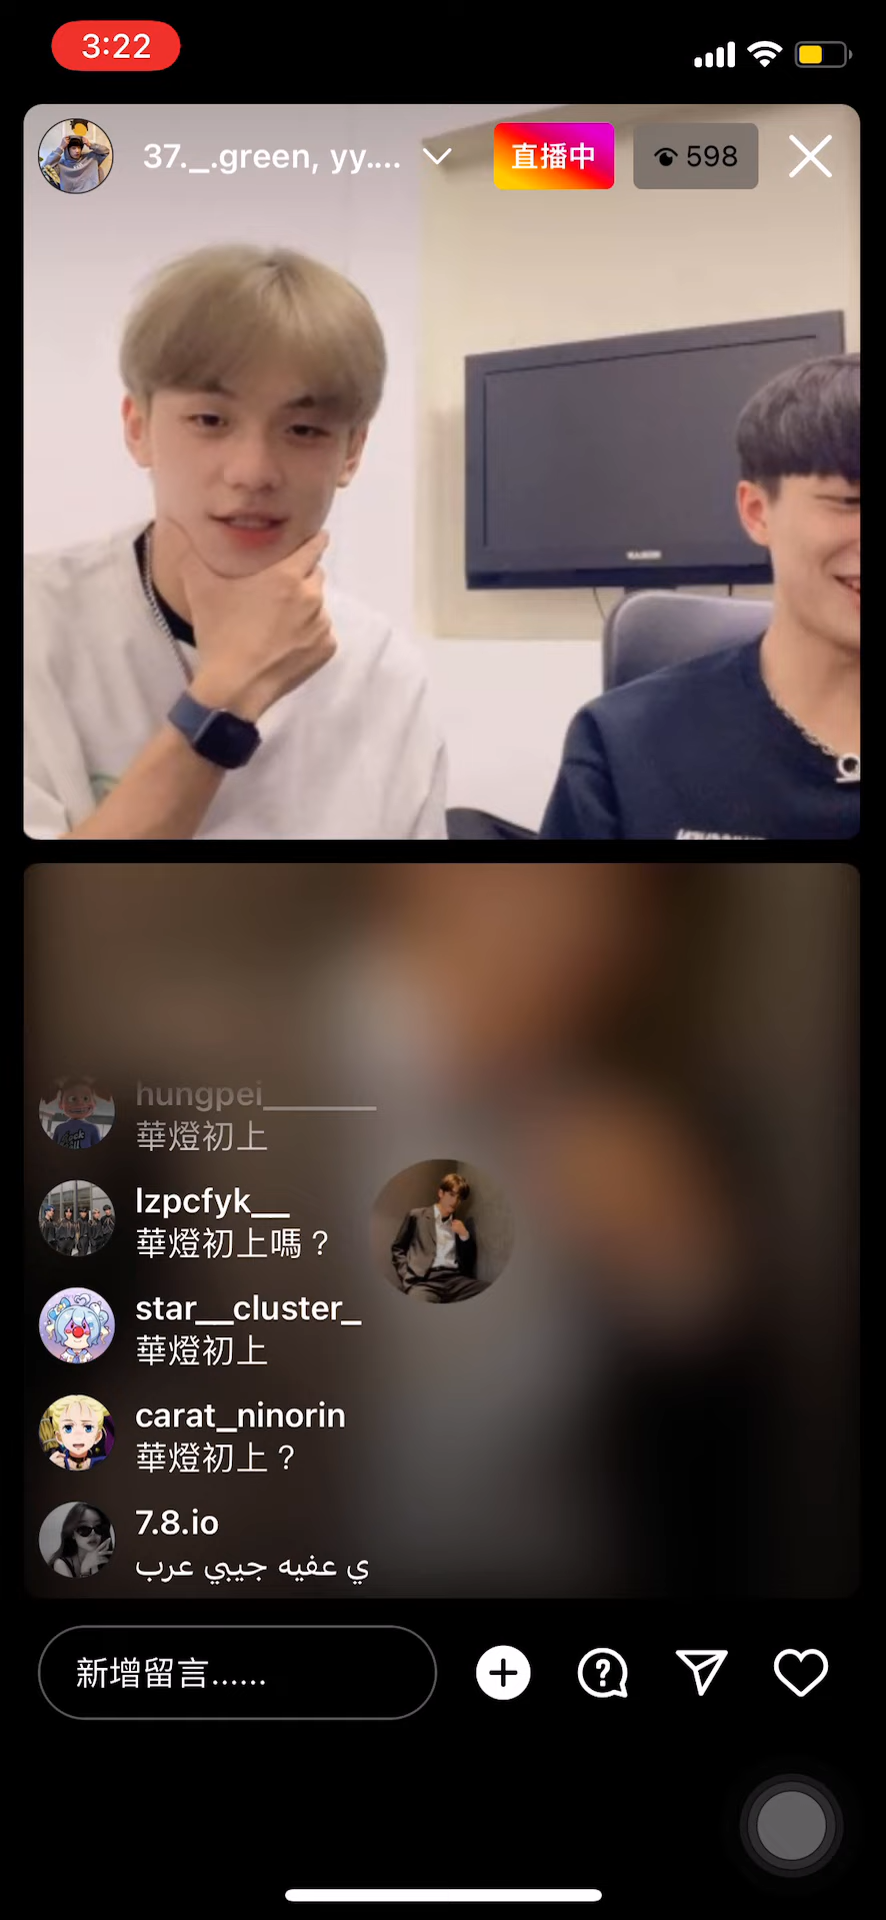 3:22
37._.green, yy....
直播中
598
hungpei_______
華燈初上
lzpcfyk__
華燈初上嗎？
star__cluster_
華燈初上
carat_ninorin
華燈初上？
7.8.io
ي عفيه جيبي عرب
新增留言......